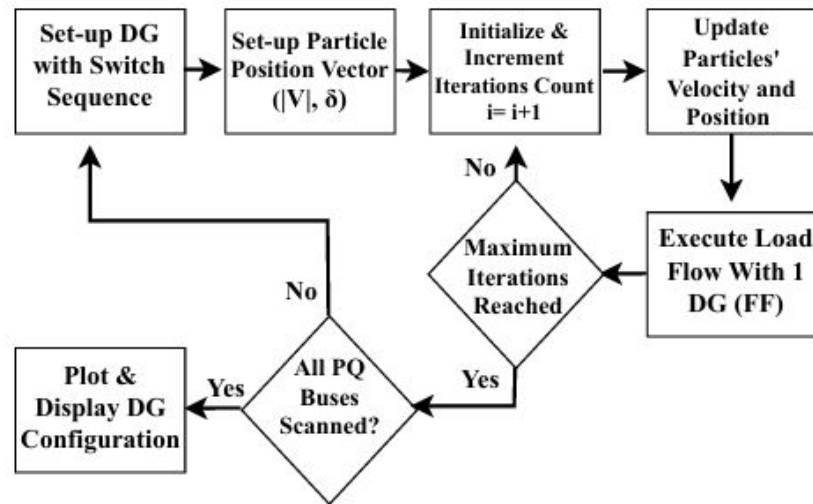 Set-up DG
with Switch
Sequence
Set-up Particle
Position Vector
(|V|, δ)
Initialize &
Increment
Iterations Count
i= i+1
Update
Particles'
Velocity and
Position
No
Maximum
Iterations
Reached
Execute Load
Flow With 1
DG (FF)
No
Yes
All PQ
Buses
Scanned?
Yes
Plot &
Display DG
Configuration